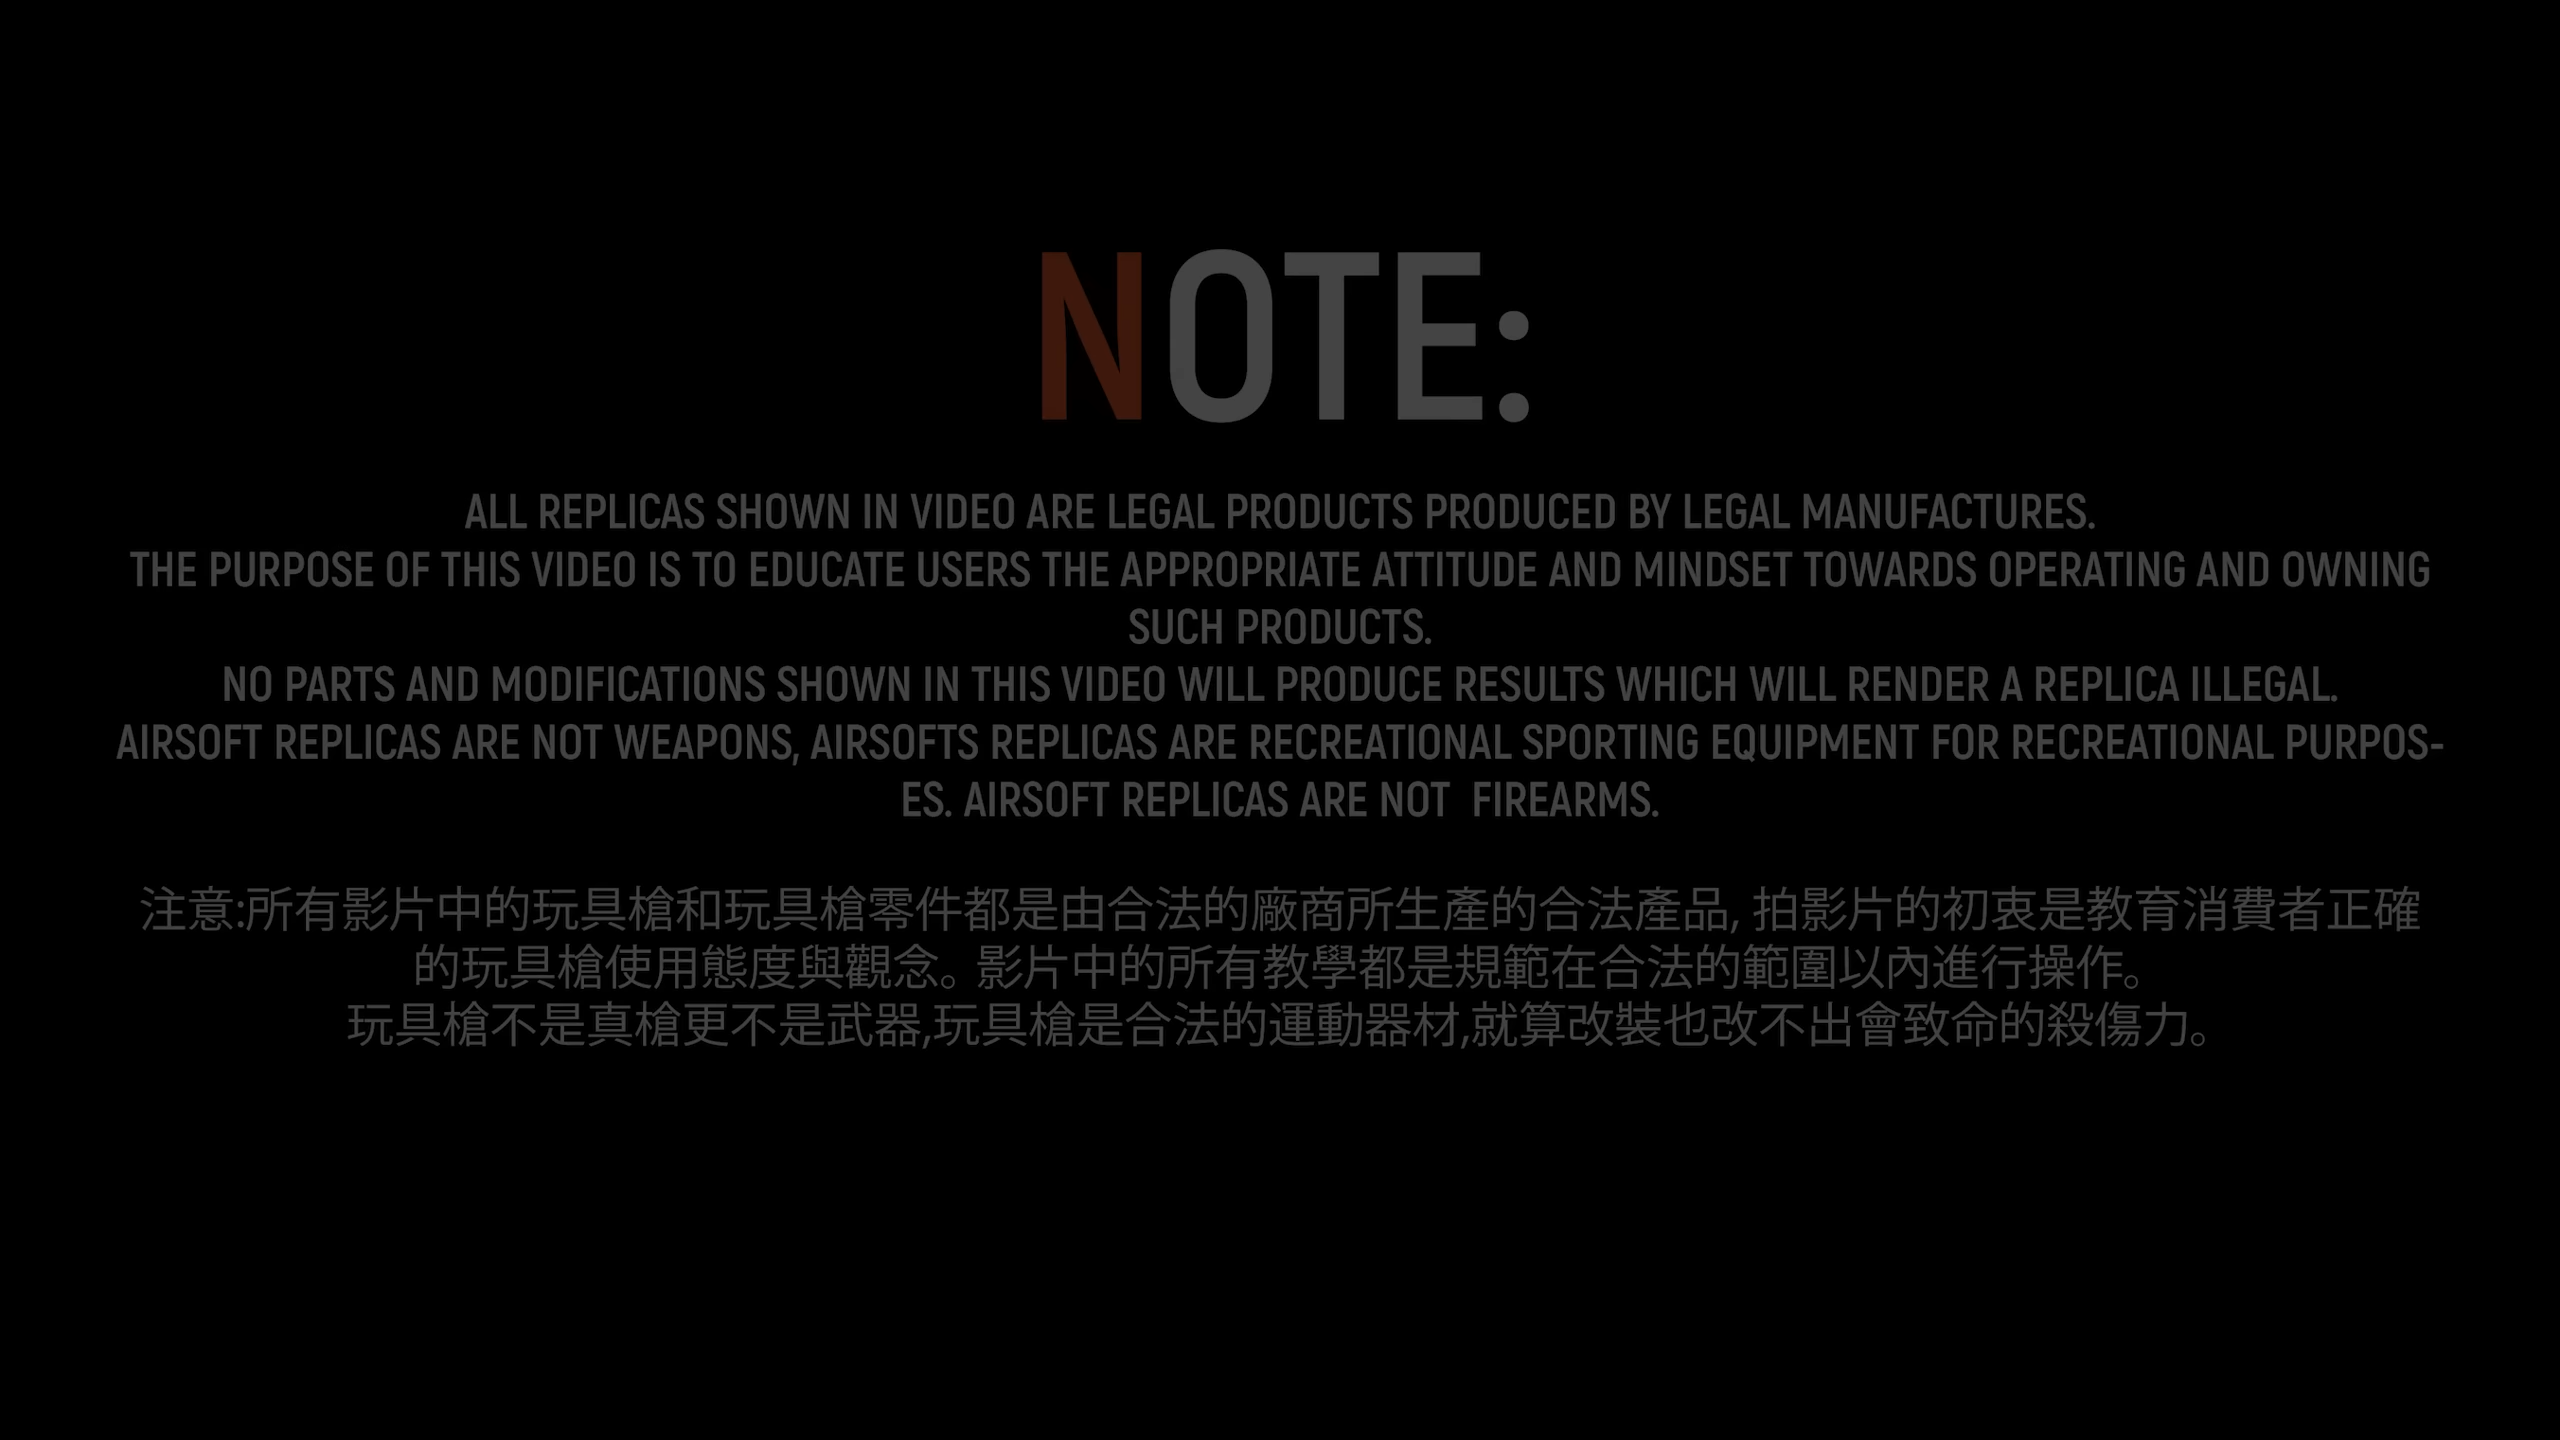 NOTE:
ALL REPLICAS SHOWN IN VIDEO ARE LEGAL PRODUCTS PRODUCED BY LEGAL MANUFACTURES.
THE PURPOSE OF THIS VIDEO IS TO EDUCATE USERS THE APPROPRIATE ATTITUDE AND MINDSET TOWARDS OPERATING AND OWNING
SUCH PRODUCTS.
NO PARTS AND MODIFICATIONS SHOWN IN THIS VIDEO WILL PRODUCE RESULTS WHICH WILL RENDER A REPLICA ILLEGAL.
AIRSOFT REPLICAS ARE NOT WEAPONS, AIRSOFTS REPLICAS ARE RECREATIONAL SPORTING EQUIPMENT FOR RECREATIONAL PURPOS-
ES. AIRSOFT REPLICAS ARE NOT  FIREARMS.
注意:所有影片中的玩具槍和玩具槍零件都是由合法的廠商所生產的合法產品, 拍影片的初衷是教育消費者正確
的玩具槍使用態度與觀念。影片中的所有教學都是規範在合法的範圍以內進行操作。
玩具槍不是真槍更不是武器,玩具槍是合法的運動器材,就算改裝也改不出會致命的殺傷力。